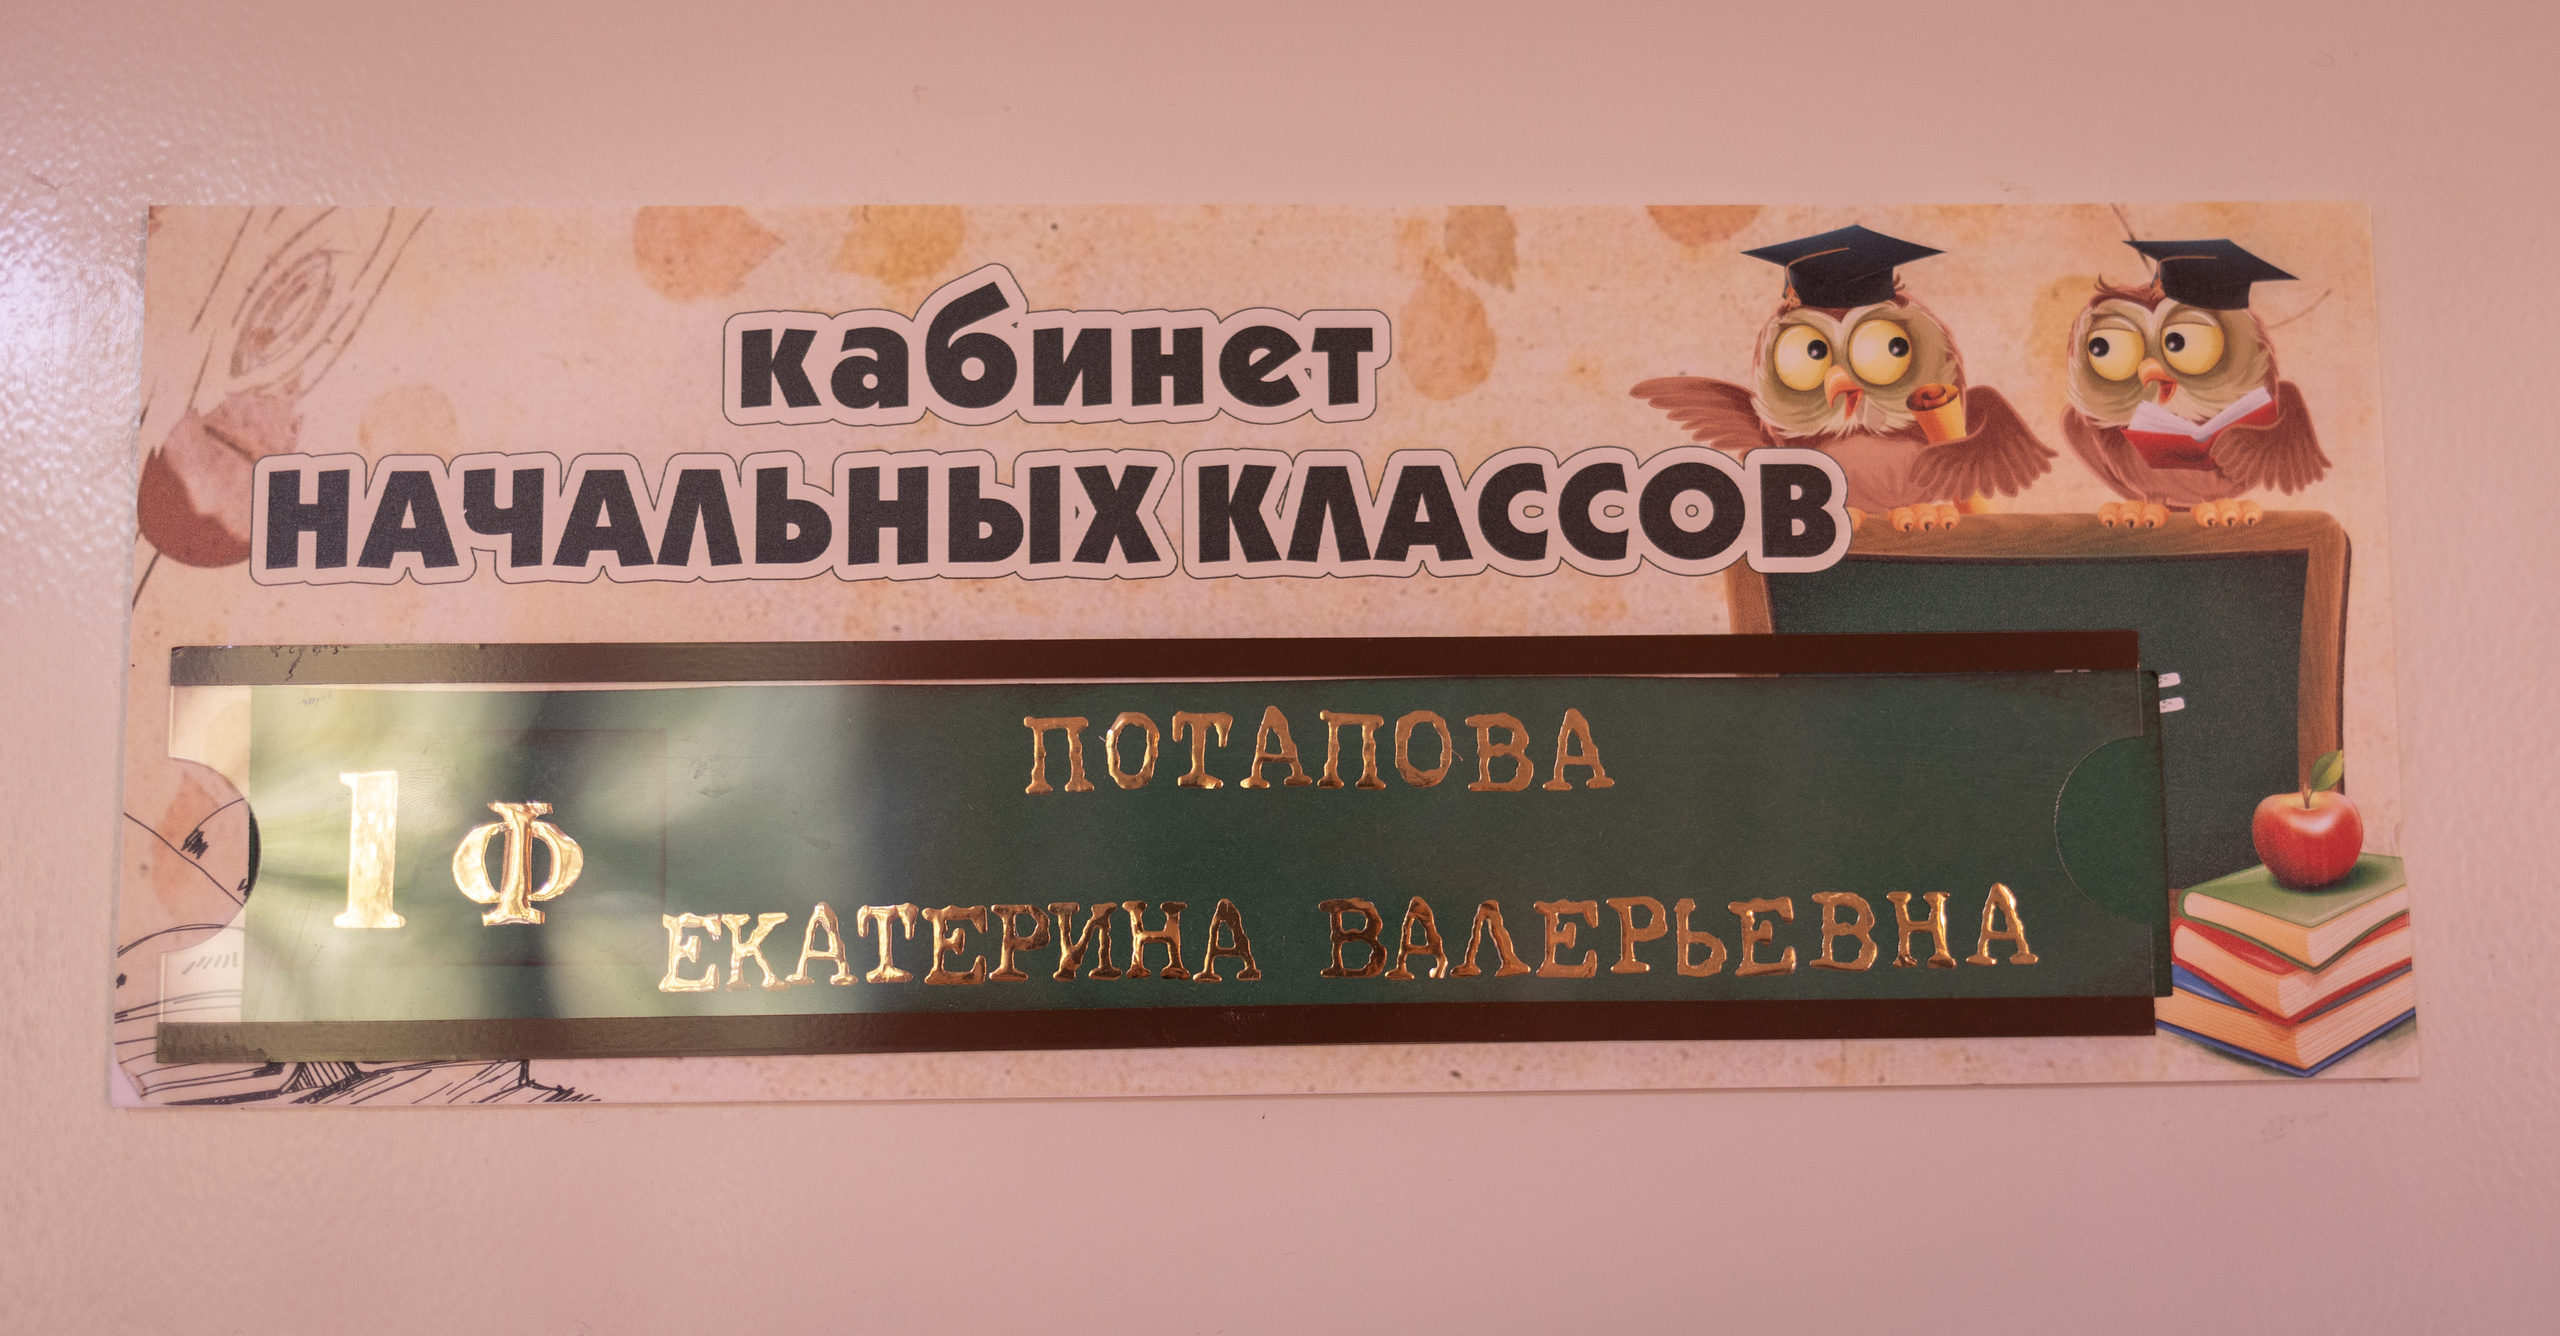 кабинет
НАЧАЛЬНЫХ КЛАССОВ
1 Ф
ПОТАПОВА
ЕКАТЕРИНА ВАЛЕРЬЕВНА